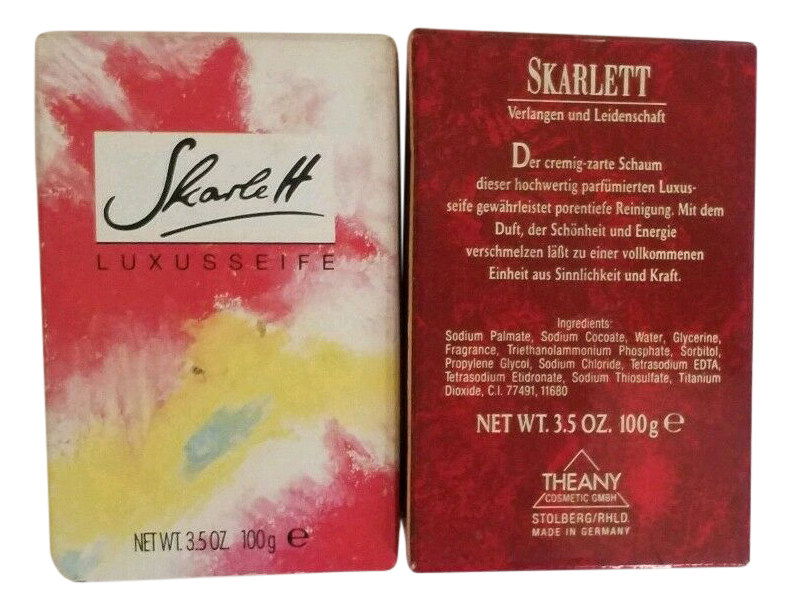 Skarlett
LUXUSSEIFE
NET WT. 3.5 OZ. 100 g ℮
SKARLETT
Verlangen und Leidenschaft
Der cremig-zarte Schaum
dieser hochwertig parfümierten Luxus-
seife gewährleistet porentiefe Reinigung. Mit dem
Duft, der Schönheit und Energie
verschmelzen läßt zu einer vollkommenen
Einheit aus Sinnlichkeit und Kraft.
Ingredients:
Sodium Palmate, Sodium Cocoate, Water, Glycerine,
Fragrance, Triethanolammonium Phosphate, Sorbitol,
Propylene Glycol, Sodium Chloride, Tetrasodium EDTA,
Tetrasodium Etidronate, Sodium Thiosulfate, Titanium
Dioxide, C.I. 77491, 11680
NET WT. 3.5 OZ. 100 g ℮
THEANY
COSMETIC GMBH
STOLBERG/RHLD.
MADE IN GERMANY